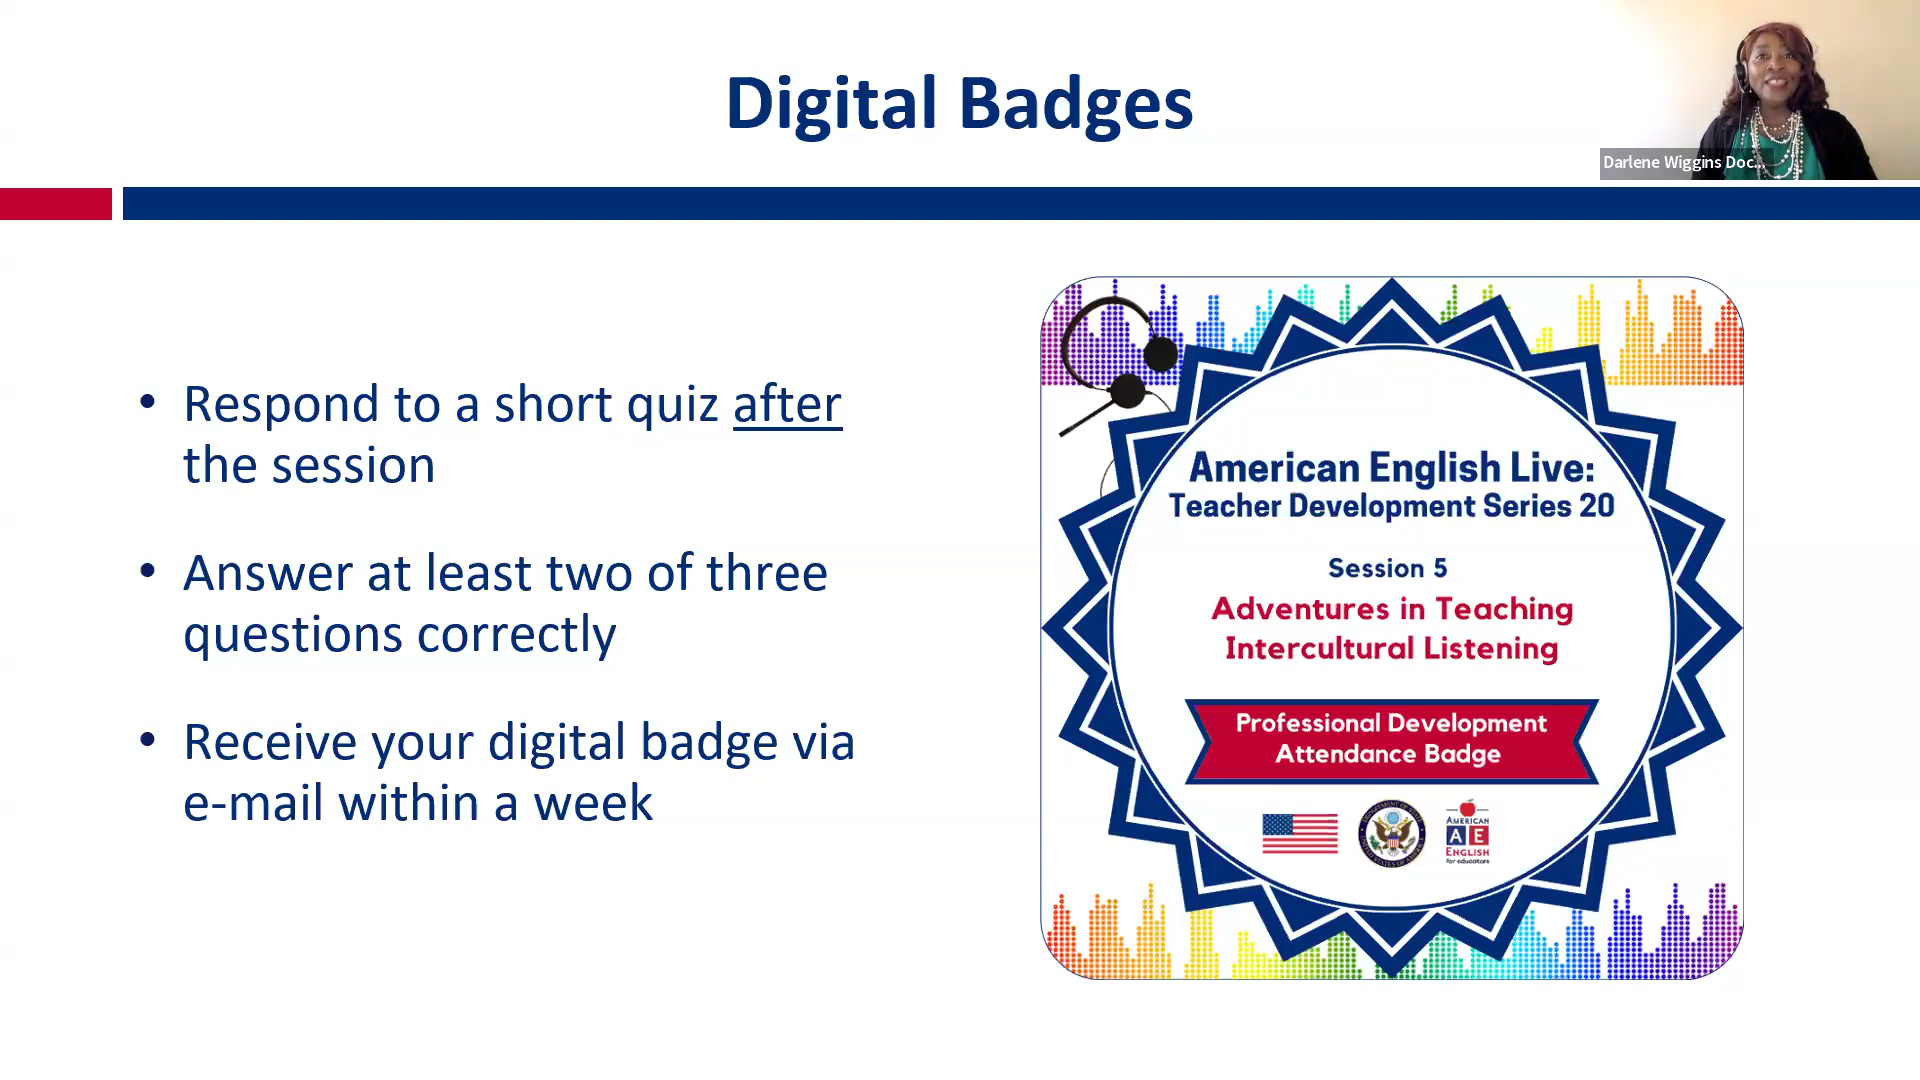 Digital Badges
Darlene Wiggins Doc...
• Respond to a short quiz after
the session
• Answer at least two of three
questions correctly
• Receive your digital badge via
e-mail within a week
American English Live:
Teacher Development Series 20
Session 5
Adventures in Teaching
Intercultural Listening
Professional Development
Attendance Badge
AMERICAN
A E
ENGLISH
for educators